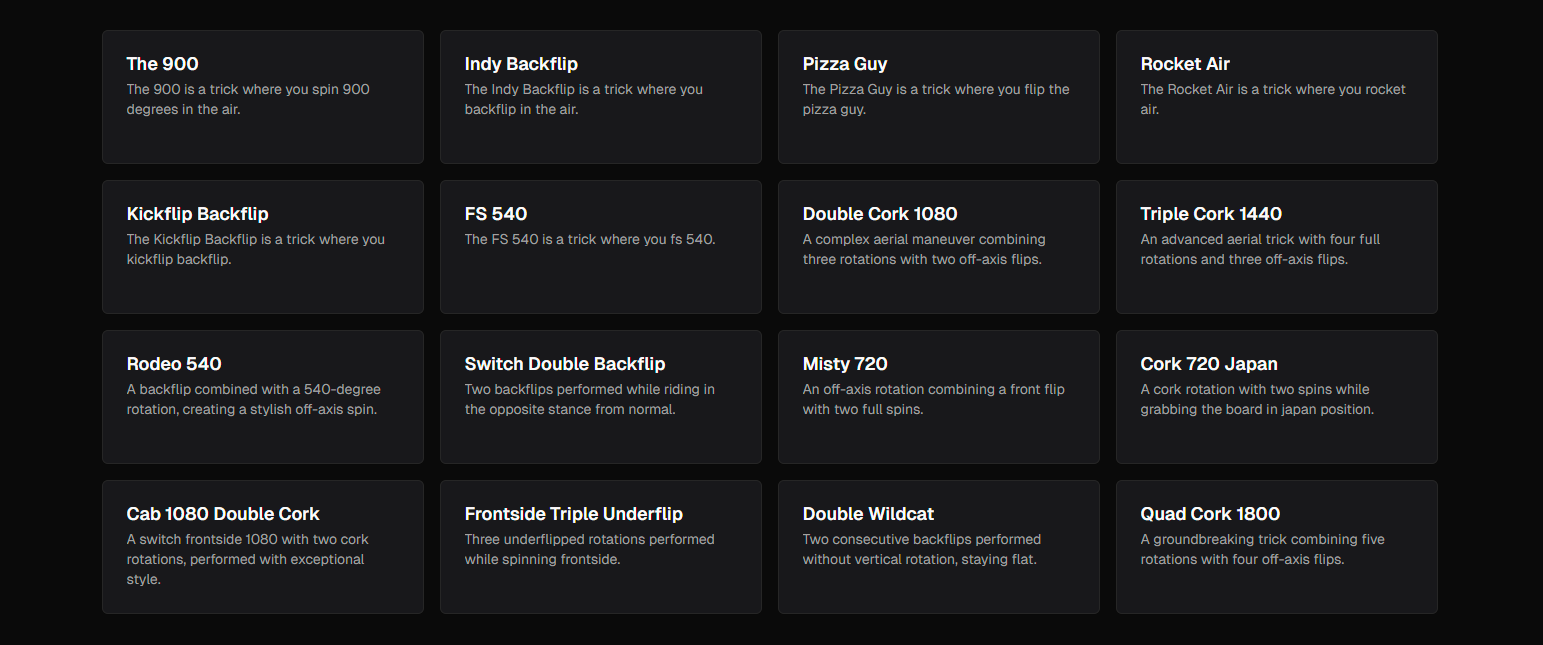 The 900
The 900 is a trick where you spin 900
degrees in the air.
Indy Backflip
The Indy Backflip is a trick where you
backflip in the air.
Pizza Guy
The Pizza Guy is a trick where you flip the
pizza guy.
Rocket Air
The Rocket Air is a trick where you rocket
air.
Kickflip Backflip
The Kickflip Backflip is a trick where you
kickflip backflip.
FS 540
The FS 540 is a trick where you fs 540.
Double Cork 1080
A complex aerial maneuver combining
three rotations with two off-axis flips.
Triple Cork 1440
An advanced aerial trick with four full
rotations and three off-axis flips.
Rodeo 540
A backflip combined with a 540-degree
rotation, creating a stylish off-axis spin.
Switch Double Backflip
Two backflips performed while riding in
the opposite stance from normal.
Misty 720
An off-axis rotation combining a front flip
with two full spins.
Cork 720 Japan
A cork rotation with two spins while
grabbing the board in japan position.
Cab 1080 Double Cork
A switch frontside 1080 with two cork
rotations, performed with exceptional
style.
Frontside Triple Underflip
Three underflipped rotations performed
while spinning frontside.
Double Wildcat
Two consecutive backflips performed
without vertical rotation, staying flat.
Quad Cork 1800
A groundbreaking trick combining five
rotations with four off-axis flips.